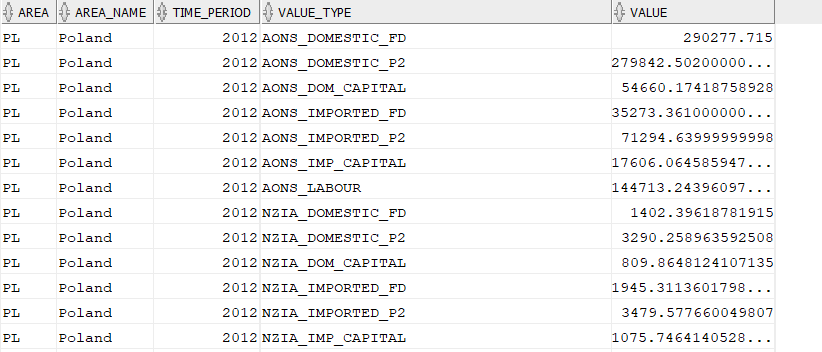 AREA AREA_NAME TIME_PERIOD VALUE_TYPE VALUE
PL Poland 2012 AONS_DOMESTIC_FD 290277.715
PL Poland 2012 AONS_DOMESTIC_P2 279842.50200000...
PL Poland 2012 AONS_DOM_CAPITAL 54660.17418758928
PL Poland 2012 AONS_IMPORTED_FD 35273.361000000...
PL Poland 2012 AONS_IMPORTED_P2 71294.63999999998
PL Poland 2012 AONS_IMP_CAPITAL 17606.064585947...
PL Poland 2012 AONS_LABOUR 144713.24396097...
PL Poland 2012 NZIA_DOMESTIC_FD 1402.39618781915
PL Poland 2012 NZIA_DOMESTIC_P2 3290.258963592508
PL Poland 2012 NZIA_DOM_CAPITAL 809.8648124107135
PL Poland 2012 NZIA_IMPORTED_FD 1945.3113601798...
PL Poland 2012 NZIA_IMPORTED_P2 3479.577660049807
PL Poland 2012 NZIA_IMP_CAPITAL 1075.7464140528...